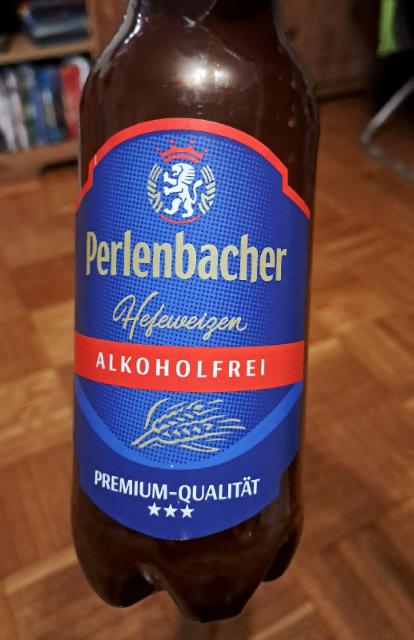 Perlenbacher
Hefeweizen
ALKOHOLFREI
PREMIUM-QUALITÄT